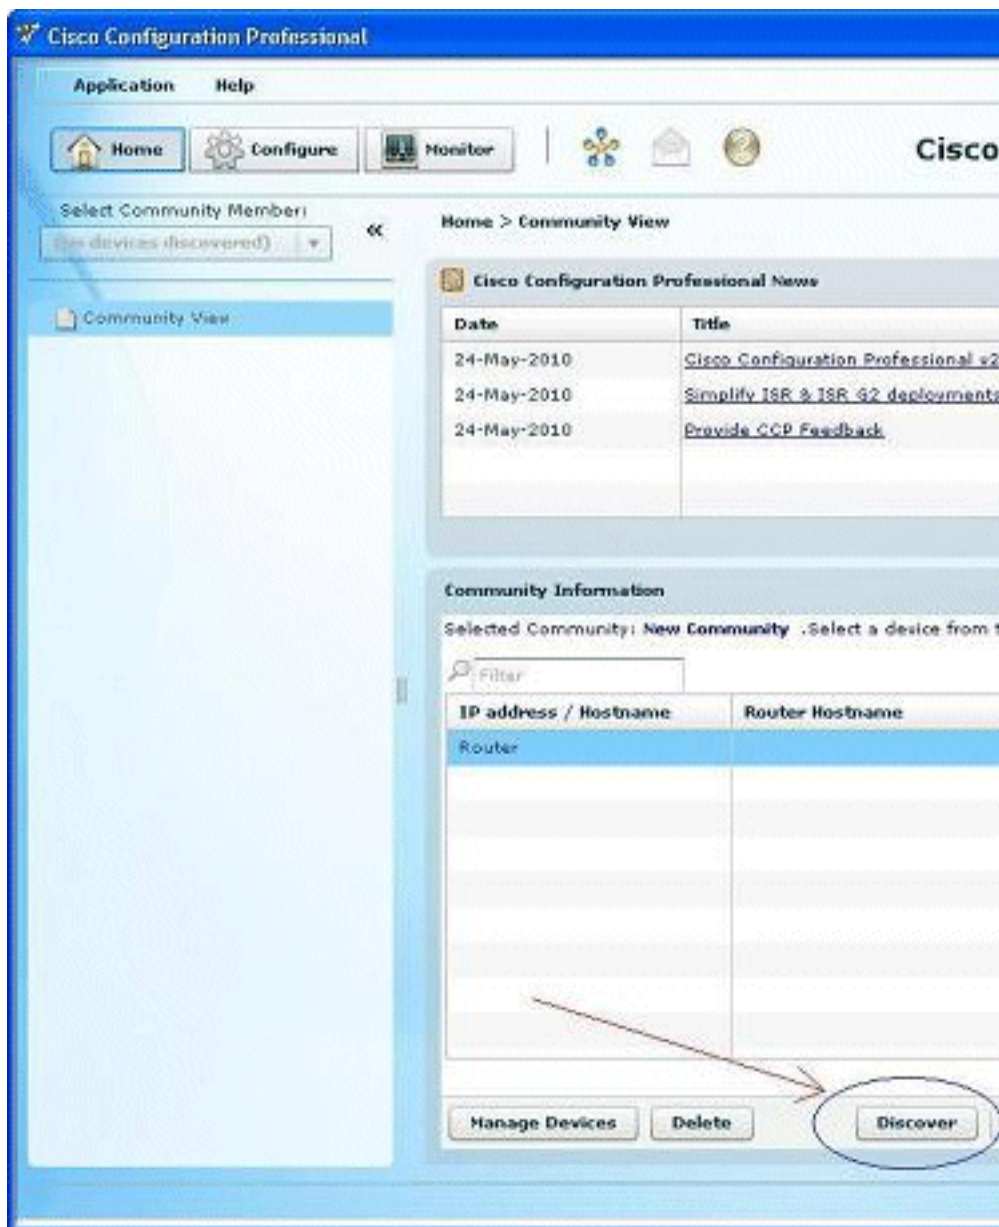 Cisco Configuration Professional
Application Help
Home Configure Monitor
Cisco
Select Community Member:
(No devices discovered)
Community View
Home > Community View
Cisco Configuration Professional News
Date Title
24-May-2010 Cisco Configuration Professional v2
24-May-2010 Simplify ISR & ISR G2 deployments
24-May-2010 Provide CCP Feedback
Community Information
Selected Community: New Community .Select a device from t
Filter
IP address / Hostname Router Hostname
Router
Manage Devices Delete Discover